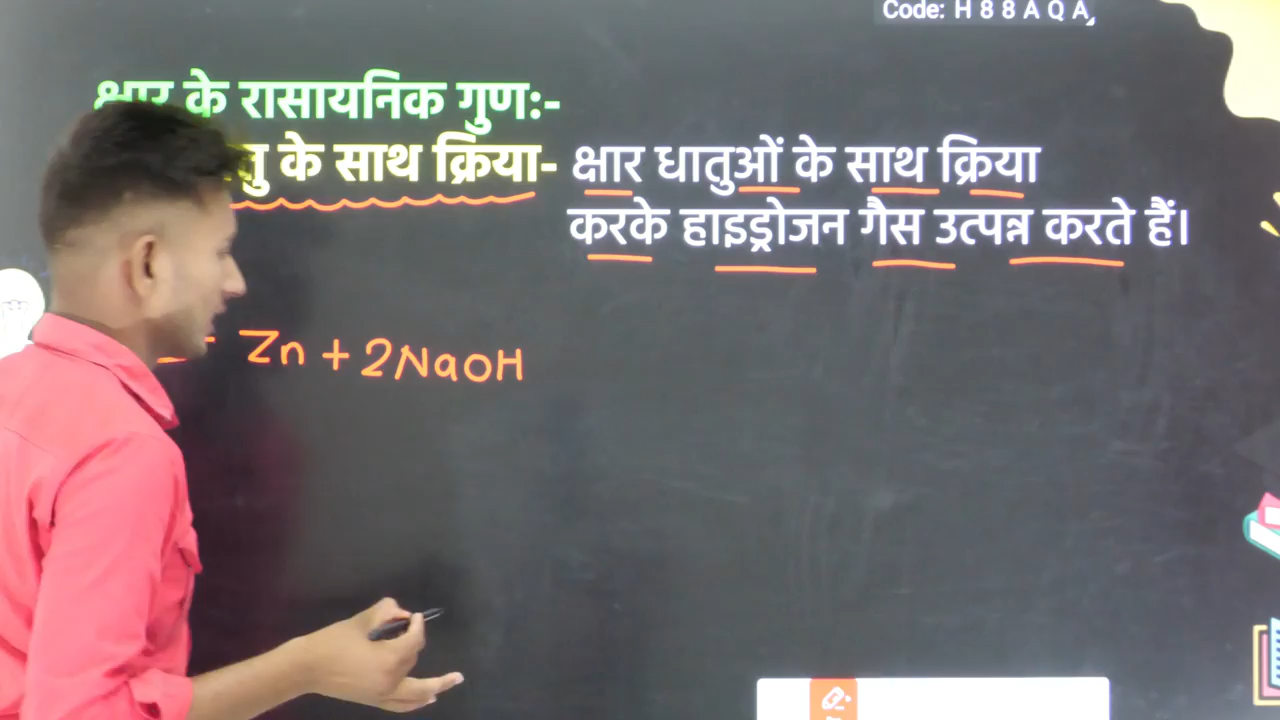 Code: H 8 8 A Q A
क्षार के रासायनिक गुण:-
के साथ क्रिया- क्षार धातुओं के साथ क्रिया
करके हाइड्रोजन गैस उत्पन्न करते हैं।
Zn + 2NaOH